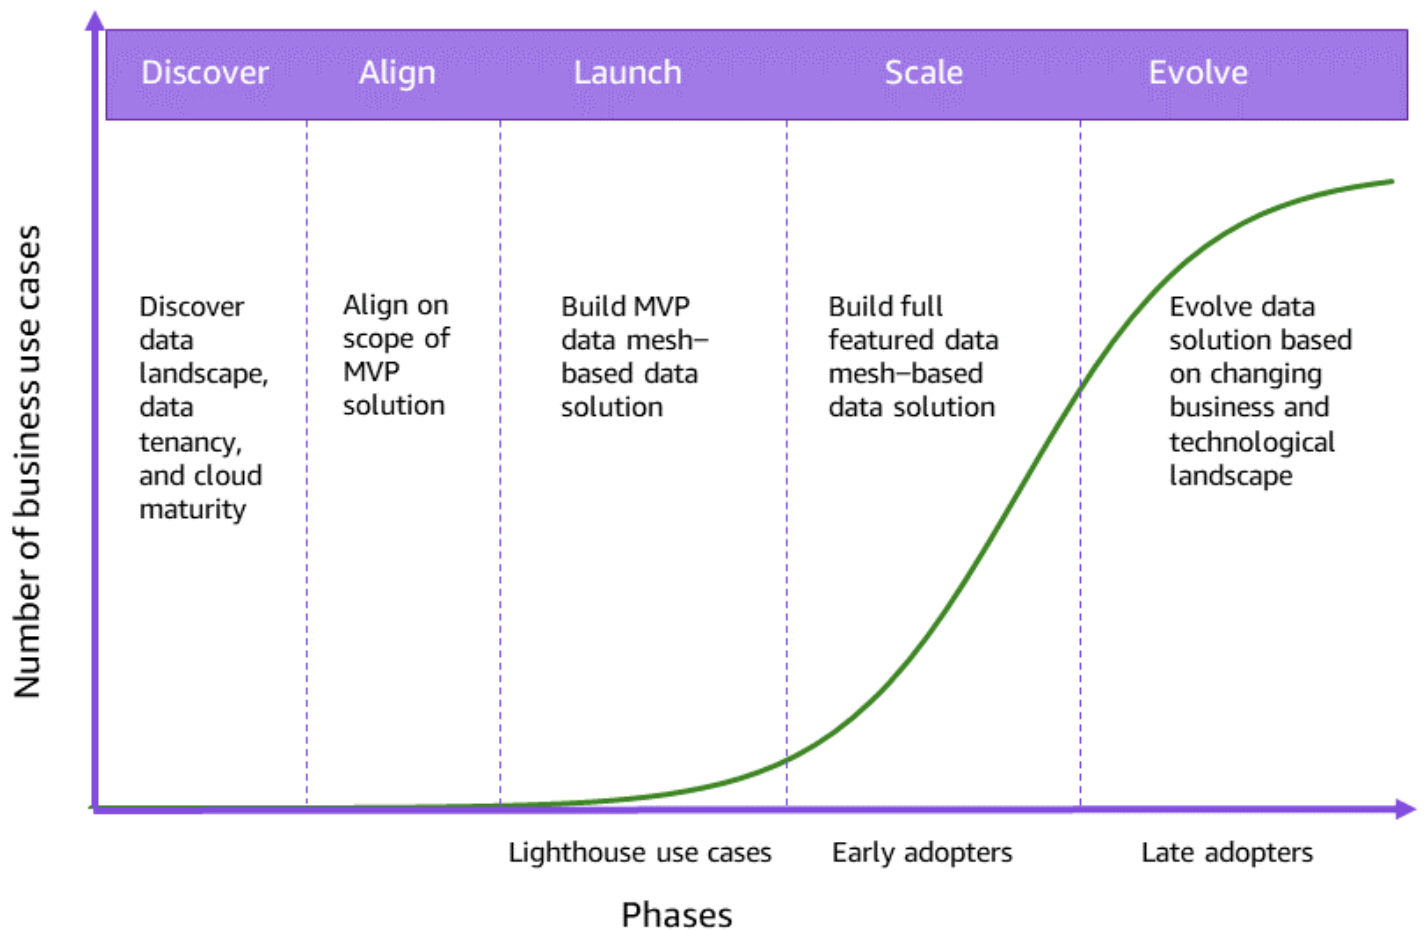 Discover
Align
Launch
Scale
Evolve
Number of business use cases
Discover
data
landscape,
data
tenancy,
and cloud
maturity
Align on
scope of
MVP
solution
Build MVP
data mesh–
based data
solution
Build full
featured data
mesh–based
data solution
Evolve data
solution based
on changing
business and
technological
landscape
Lighthouse use cases
Early adopters
Late adopters
Phases